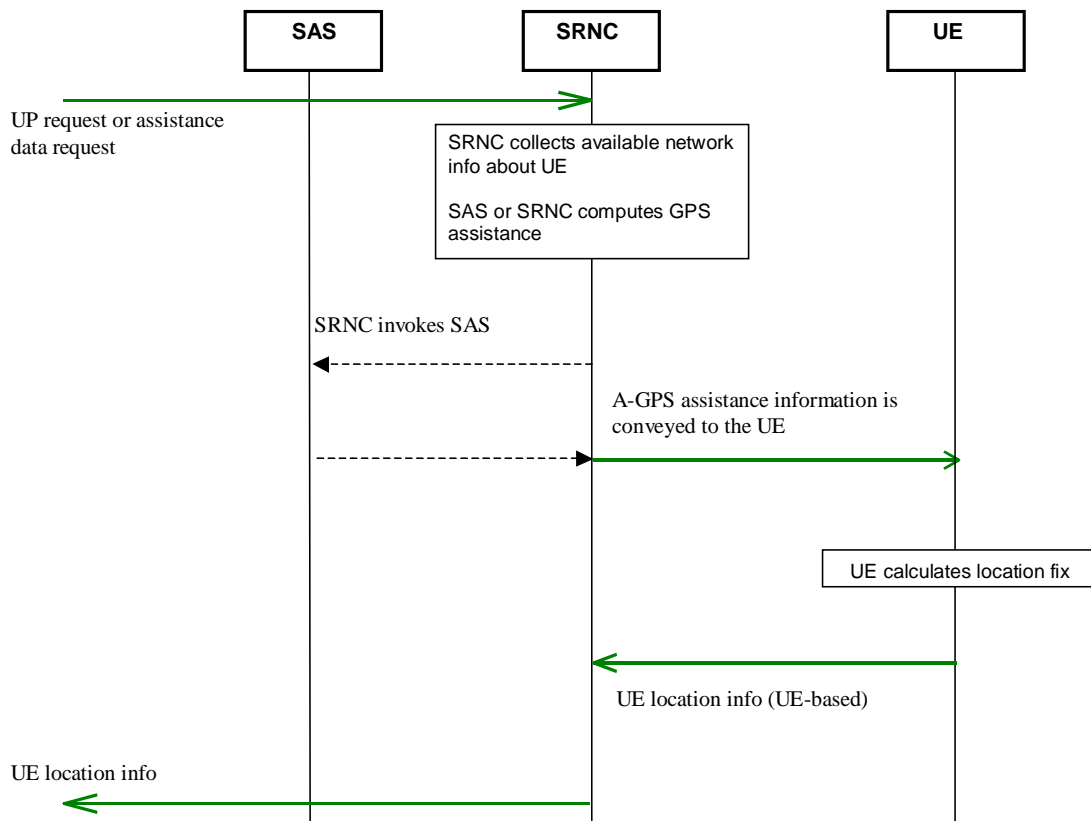 SAS
SRNC
UE
UP request or assistance
data request
SRNC collects available network
info about UE
SAS or SRNC computes GPS
assistance
SRNC invokes SAS
A-GPS assistance information is
conveyed to the UE
UE calculates location fix
UE location info (UE-based)
UE location info